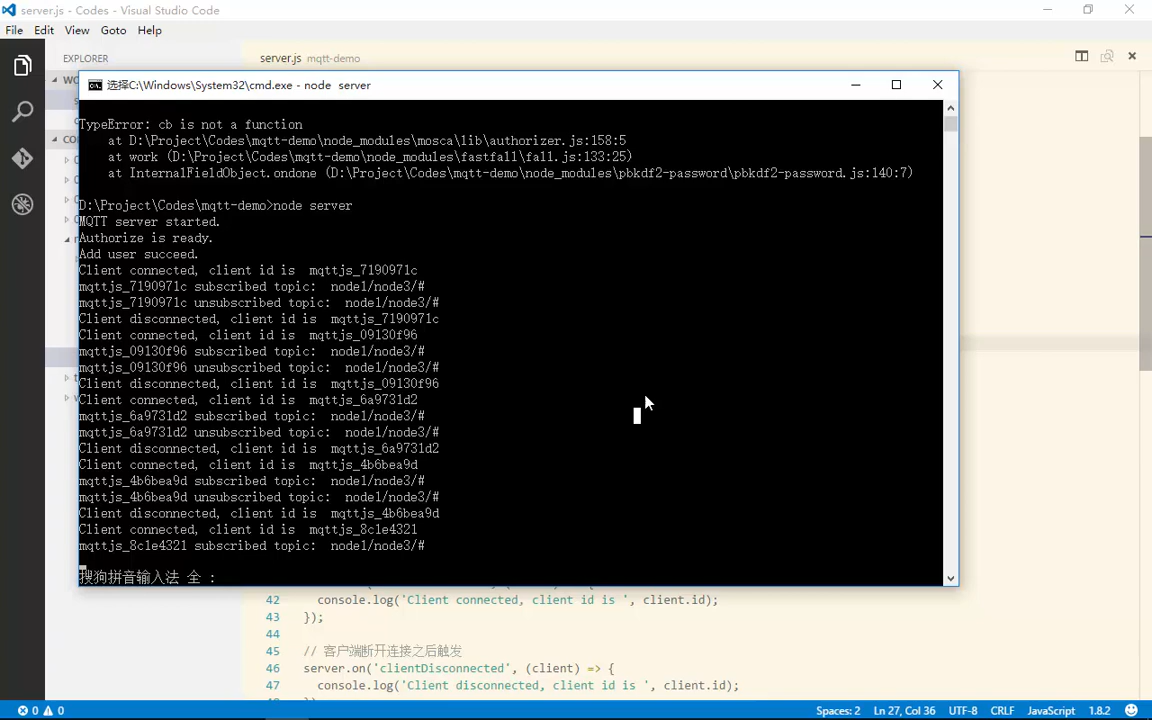 server.js - Codes - Visual Studio Code
File Edit View Goto Help
EXPLORER
server.js mqtt-demo
WO
CO
选择C:\Windows\System32\cmd.exe - node  server
TypeError: cb is not a function
at D:\Project\Codes\mqtt-demo\node_modules\mosca\lib\authorizer.js:158:5
at work (D:\Project\Codes\mqtt-demo\node_modules\fastfall\fall.js:133:25)
at InternalFieldObject.ondone (D:\Project\Codes\mqtt-demo\node_modules\pbkdf2-password\pbkdf2-password.js:140:7)
D:\Project\Codes\mqtt-demo>node server
MQTT server started.
Authorize is ready.
Add user succeed.
Client connected, client id is  mqttjs_7190971c
mqttjs_7190971c subscribed topic:  node1/node3/#
mqttjs_7190971c unsubscribed topic:  node1/node3/#
Client disconnected, client id is  mqttjs_7190971c
Client connected, client id is  mqttjs_09130f96
mqttjs_09130f96 subscribed topic:  node1/node3/#
mqttjs_09130f96 unsubscribed topic:  node1/node3/#
Client disconnected, client id is  mqttjs_09130f96
Client connected, client id is  mqttjs_6a9731d2
mqttjs_6a9731d2 subscribed topic:  node1/node3/#
mqttjs_6a9731d2 unsubscribed topic:  node1/node3/#
Client disconnected, client id is  mqttjs_6a9731d2
Client connected, client id is  mqttjs_4b6bea9d
mqttjs_4b6bea9d subscribed topic:  node1/node3/#
mqttjs_4b6bea9d unsubscribed topic:  node1/node3/#
Client disconnected, client id is  mqttjs_4b6bea9d
Client connected, client id is  mqttjs_8c1e4321
mqttjs_8c1e4321 subscribed topic:  node1/node3/#
搜狗拼音输入法 全 :
42 console.log('Client connected, client id is ', client.id);
43 });
44
45 // 客户端断开连接之后触发
46 server.on('clientDisconnected', (client) => {
47 console.log('Client disconnected, client id is ', client.id);
0 0 Spaces: 2 Ln 27, Col 36 UTF-8 CRLF JavaScript 1.8.2